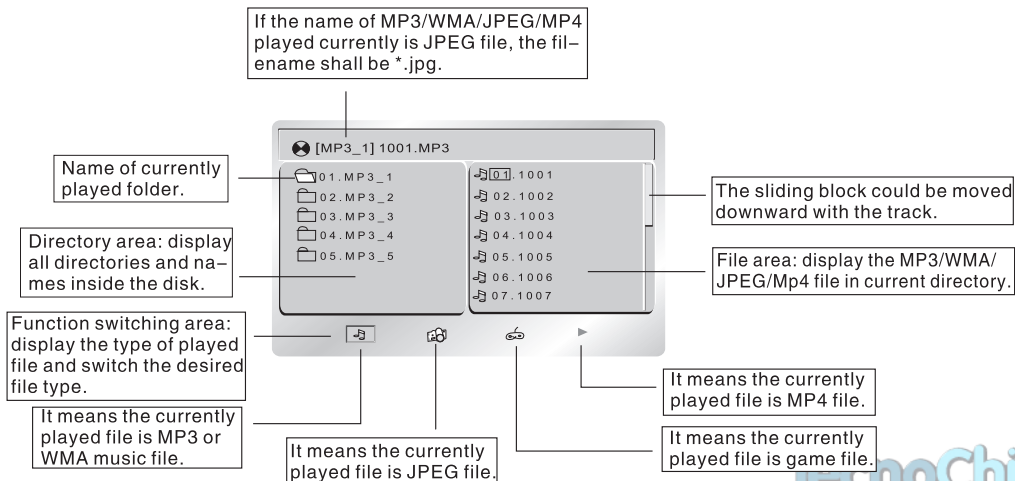 If the name of MP3/WMA/JPEG/MP4
played currently is JPEG file, the fil–
ename shall be *.jpg.
[MP3_1] 1001.MP3
Name of currently
played folder.
01.MP3_1
02.MP3_2
03.MP3_3
04.MP3_4
05.MP3_5
01.1001
02.1002
03.1003
04.1004
05.1005
06.1006
07.1007
The sliding block could be moved
downward with the track.
Directory area: display
all directories and na–
mes inside the disk.
File area: display the MP3/WMA/
JPEG/Mp4 file in current directory.
Function switching area:
display the type of played
file and switch the desired
file type.
It means the currently
played file is MP4 file.
It means the currently
played file is MP3 or
WMA music file.
It means the currently
played file is JPEG file.
It means the currently
played file is game file.